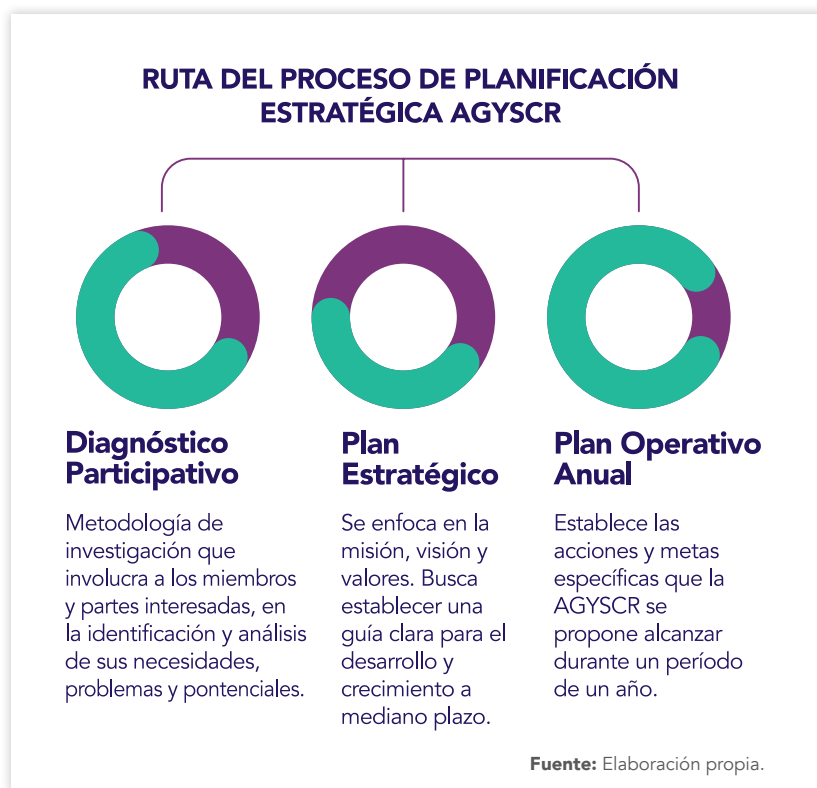 RUTA DEL PROCESO DE PLANIFICACIÓN
ESTRATÉGICA AGYSCR
Diagnóstico
Participativo
Metodología de
investigación que
involucra a los miembros
y partes interesadas, en
la identificación y análisis
de sus necesidades,
problemas y pontenciales.
Plan
Estratégico
Se enfoca en la
misión, visión y
valores. Busca
establecer una
guía clara para el
desarrollo y
crecimiento a
mediano plazo.
Plan Operativo
Anual
Establece las
acciones y metas
específicas que la
AGYSCR se
propone alcanzar
durante un período
de un año.
Fuente: Elaboración propia.